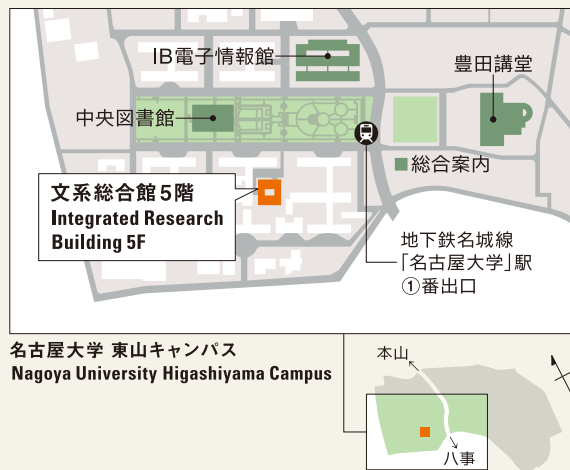 IB電子情報館
豊田講堂
中央図書館
総合案内
文系総合館5階
Integrated Research
Building 5F
地下鉄名城線
「名古屋大学」駅
①番出口
名古屋大学 東山キャンパス
Nagoya University Higashiyama Campus
本山
八事